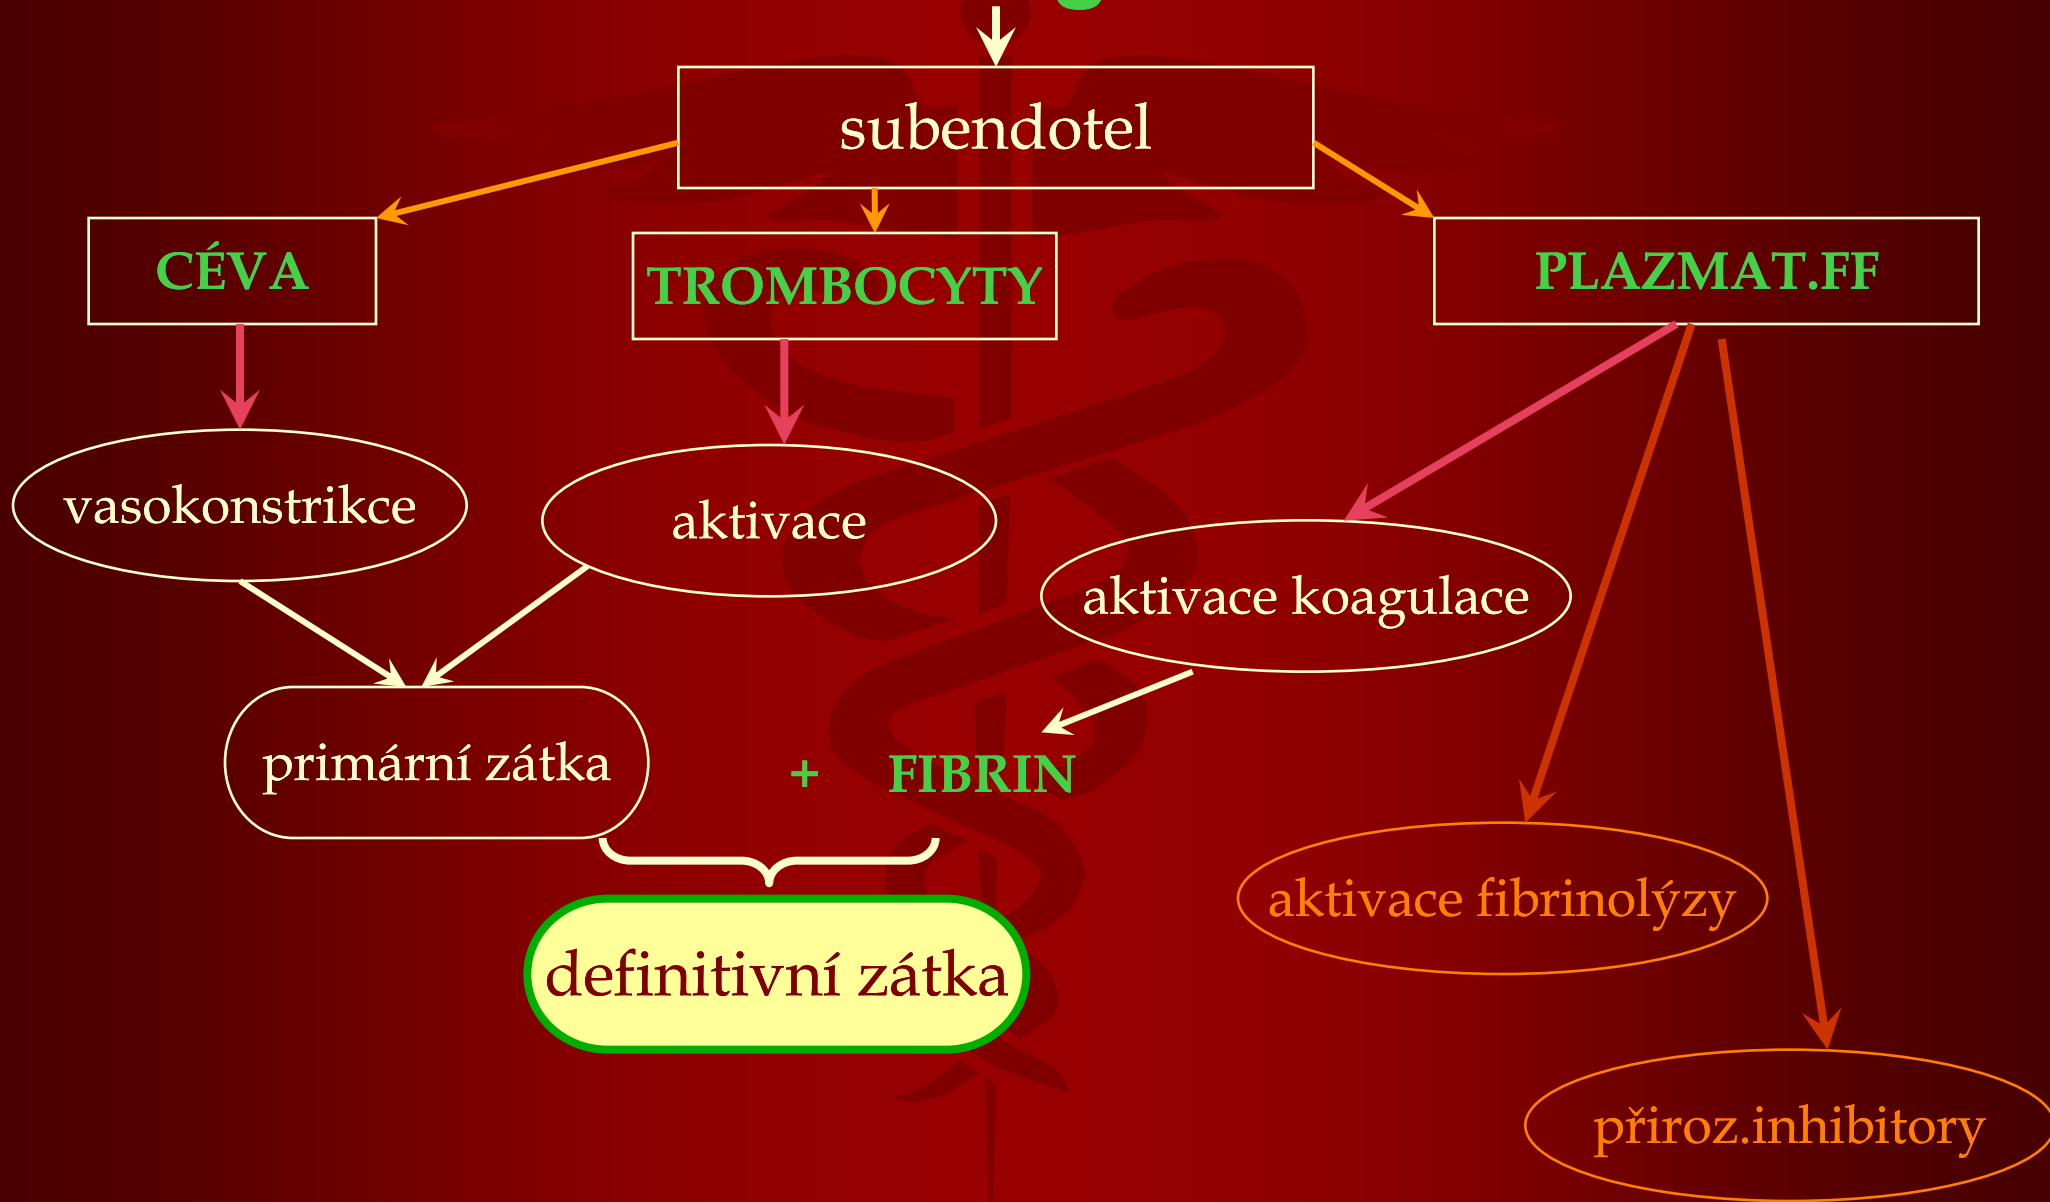 subendotel
CÉVA
TROMBOCYTY
PLAZMAT.FF
vasokonstrikce
aktivace
aktivace koagulace
primární zátka
+ FIBRIN
aktivace fibrinolýzy
definitivní zátka
přiroz.inhibitory